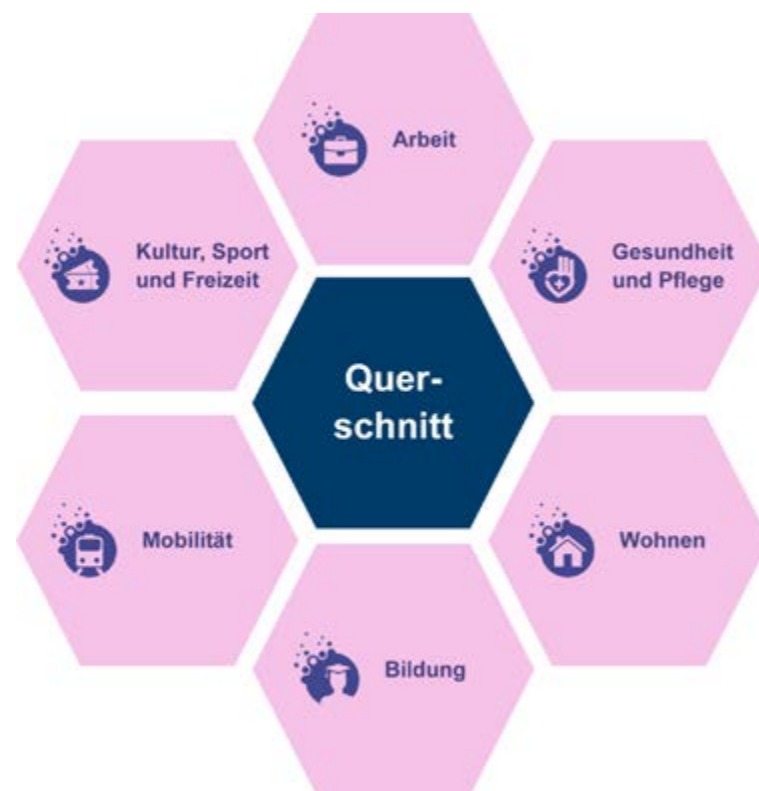 Arbeit
Kultur, Sport
und Freizeit
Gesundheit
und Pflege
Quer-
schnitt
Mobilität
Wohnen
Bildung